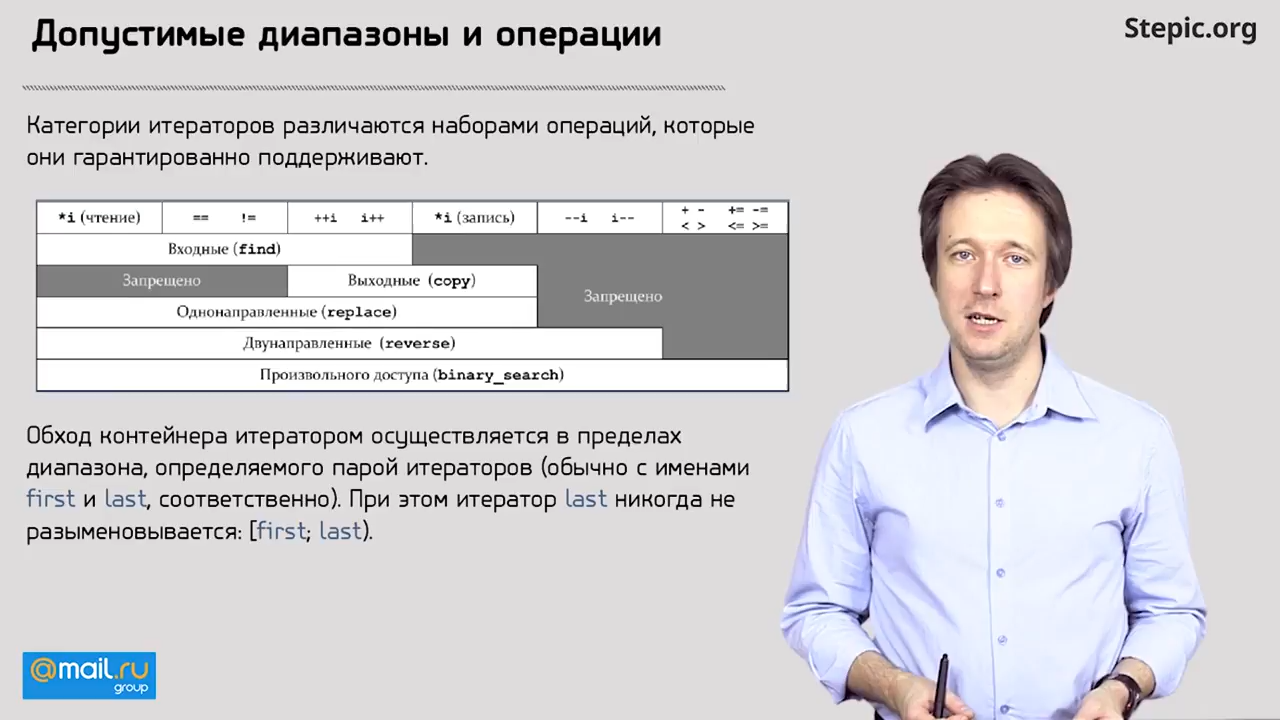 Допустимые диапазоны и операции
Stepic.org
Категории итераторов различаются наборами операций, которые
они гарантированно поддерживают.
*i (чтение) == != ++i i++ *i (запись) --i i-- + - += -=
< > <= >=
Входные (find)
Запрещено Выходные (copy)
Запрещено
Однонаправленные (replace)
Двунаправленные (reverse)
Произвольного доступа (binary_search)
Обход контейнера итератором осуществляется в пределах
диапазона, определяемого парой итераторов (обычно с именами
first и last, соответственно). При этом итератор last никогда не
разыменовывается: [first; last).
@mail.ru
group